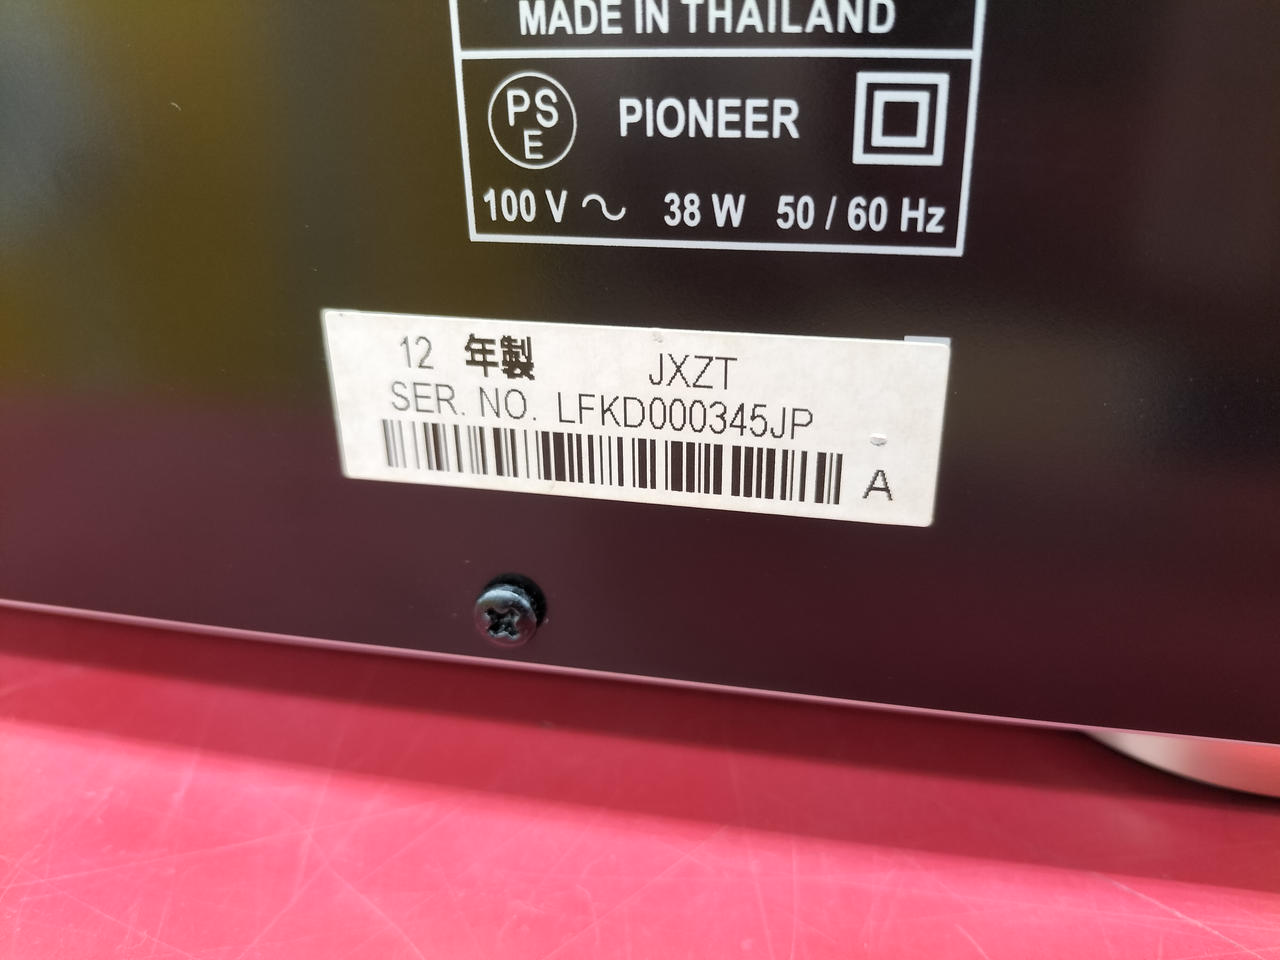 MADE IN THAILAND
PS
E
PIONEER
100 V ~ 38 W 50 / 60 Hz
12 年製 JXZT
SER. NO. LFKD000345JP
A